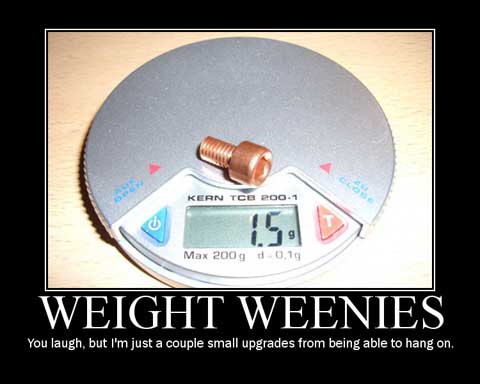 AUF
OPEN
ZU
CLOSE
KERN TCB 200-1
1.5 g
Max 200 g d = 0,1g
T
WEIGHT WEENIES
You laugh, but I'm just a couple small upgrades from being able to hang on.